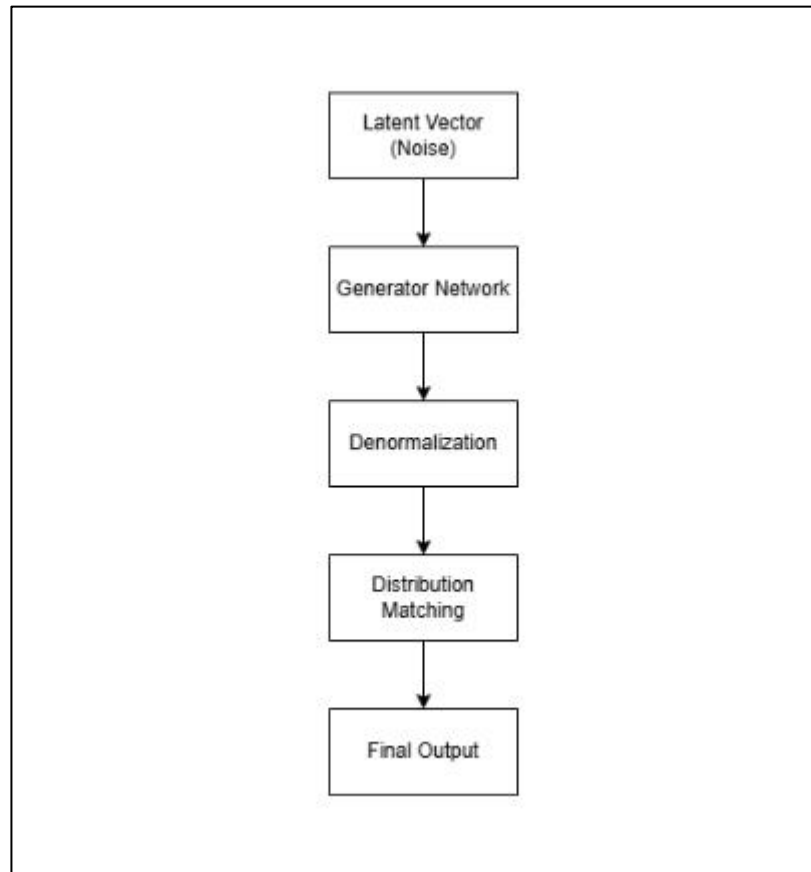 Latent Vector
(Noise)
Generator Network
Denormalization
Distribution
Matching
Final Output